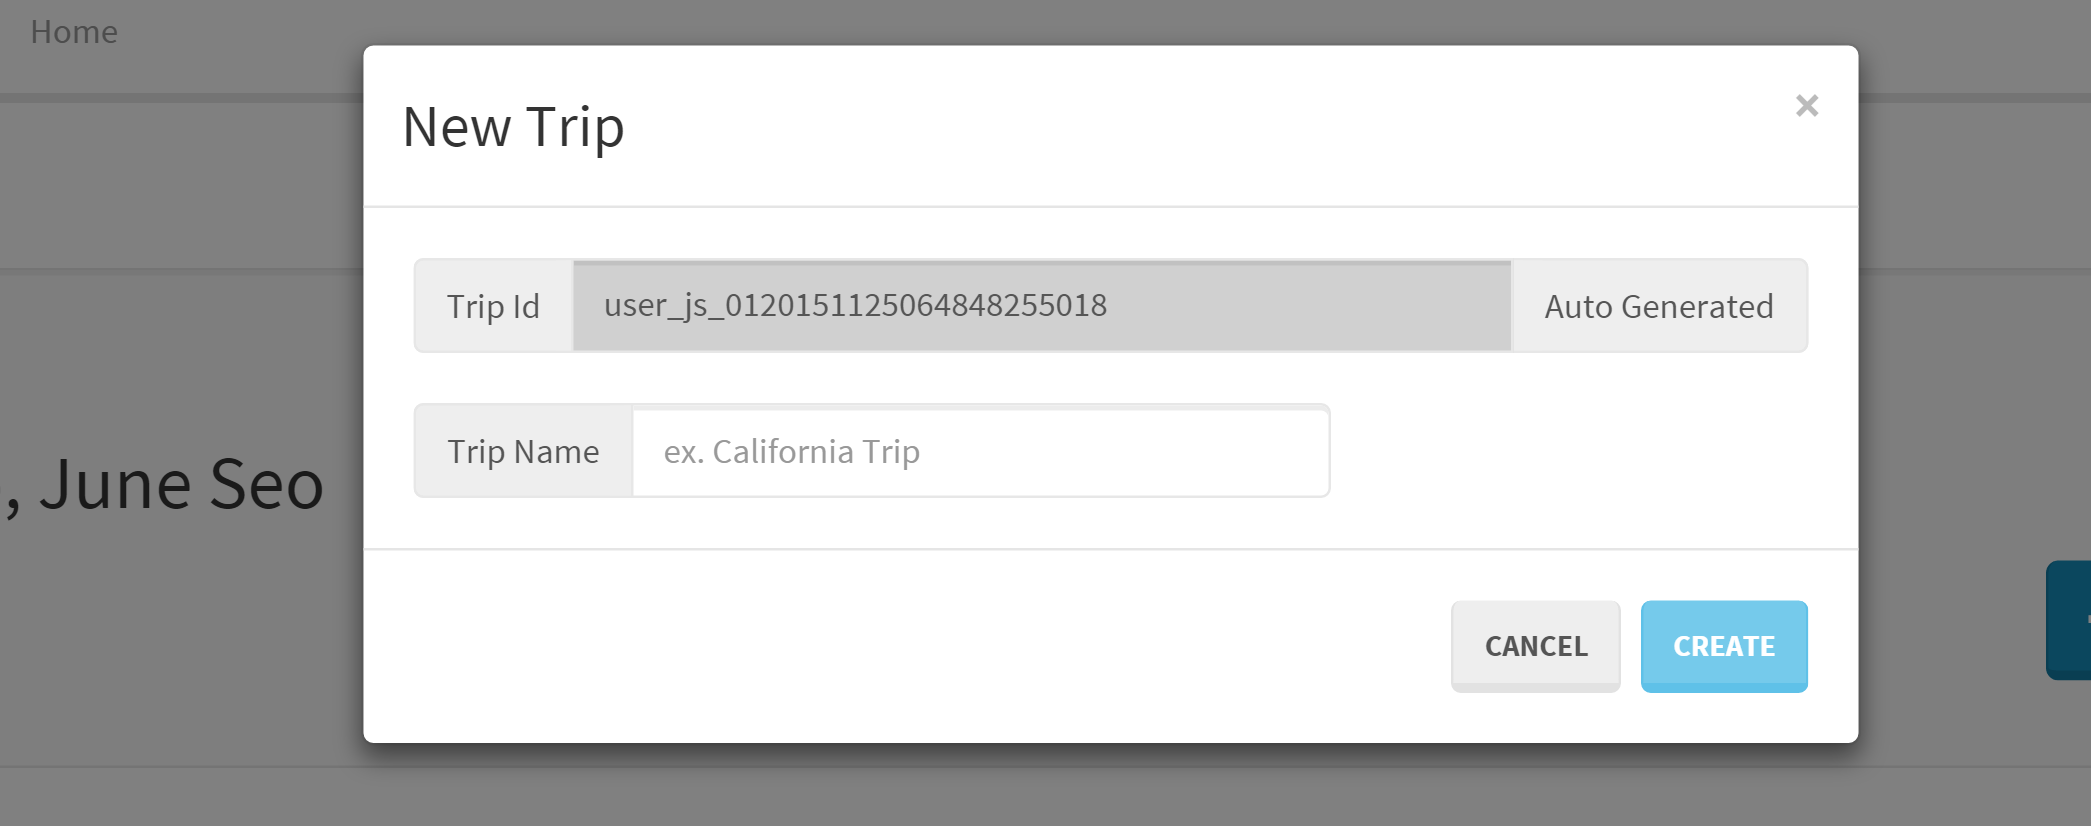 Home
New Trip
×
Trip Id user_js_0120151125064848255018 Auto Generated
Trip Name ex. California Trip
, June Seo
CANCEL CREATE